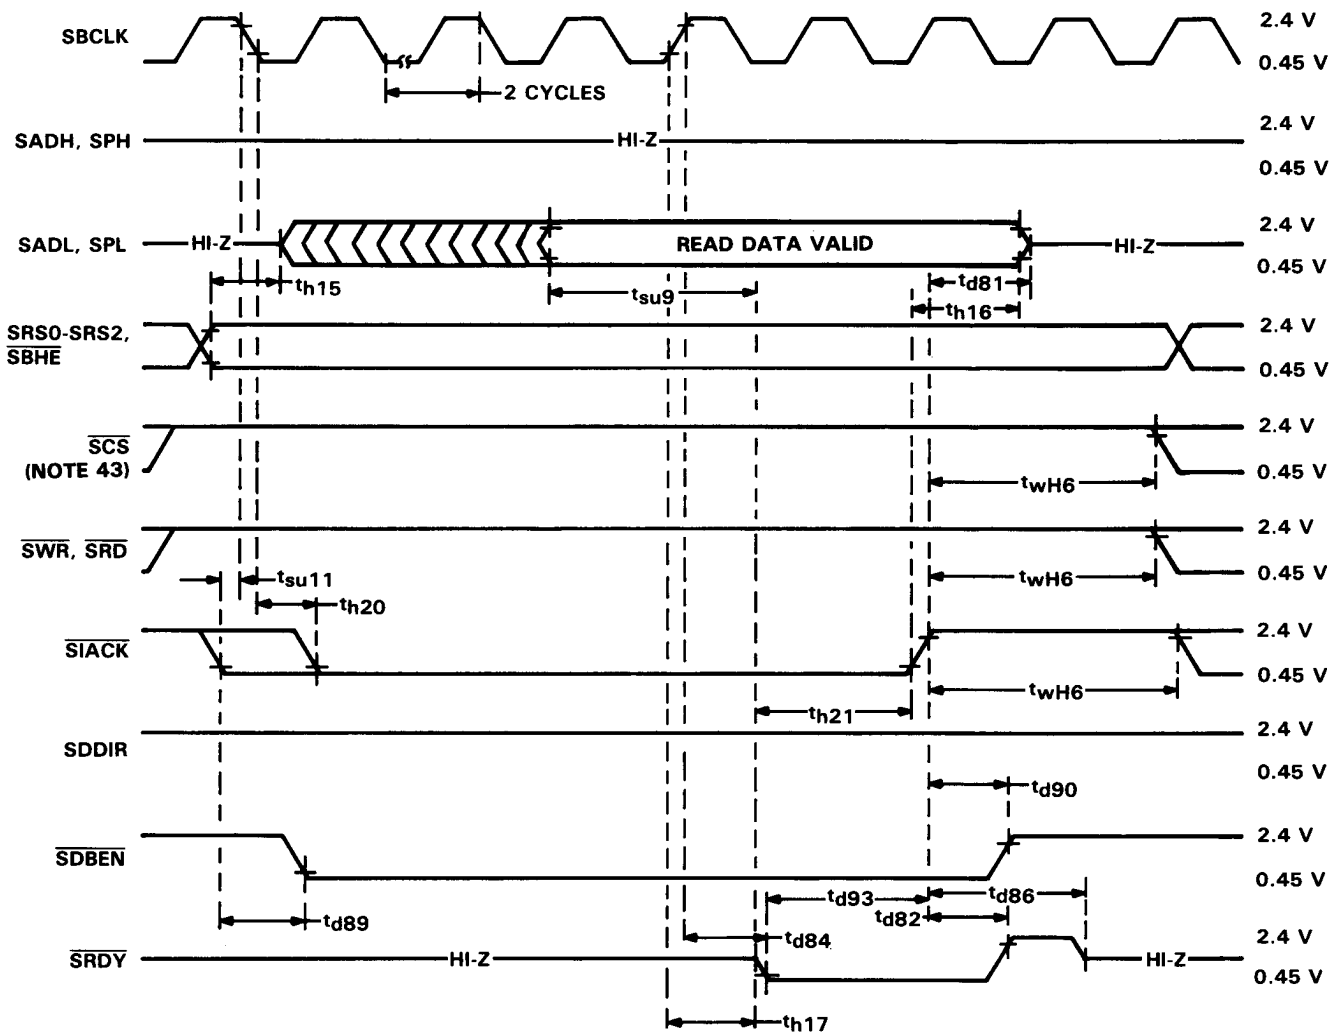 SBCLK
2.4 V
0.45 V
2 CYCLES
SADH, SPH
HI-Z
2.4 V
0.45 V
SADL, SPL
HI-Z
READ DATA VALID
HI-Z
2.4 V
0.45 V
th15
tsu9
td81
th16
SRS0-SRS2,
SBHE
2.4 V
0.45 V
SCS
(NOTE 43)
2.4 V
0.45 V
twH6
SWR, SRD
2.4 V
0.45 V
tsu11
twH6
th20
SIACK
2.4 V
0.45 V
twH6
th21
SDDIR
2.4 V
0.45 V
td90
SDBEN
2.4 V
0.45 V
td89
td93
td86
td82
td84
SRDY
HI-Z
HI-Z
2.4 V
0.45 V
th17